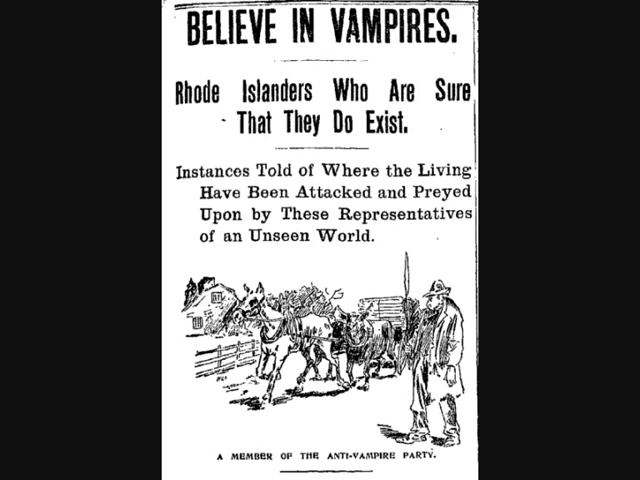 BELIEVE IN VAMPIRES.
Rhode Islanders Who Are Sure
That They Do Exist.
Instances Told of Where the Living
Have Been Attacked and Preyed
Upon by These Representatives
of an Unseen World.
A MEMBER OF THE ANTI-VAMPIRE PARTY.